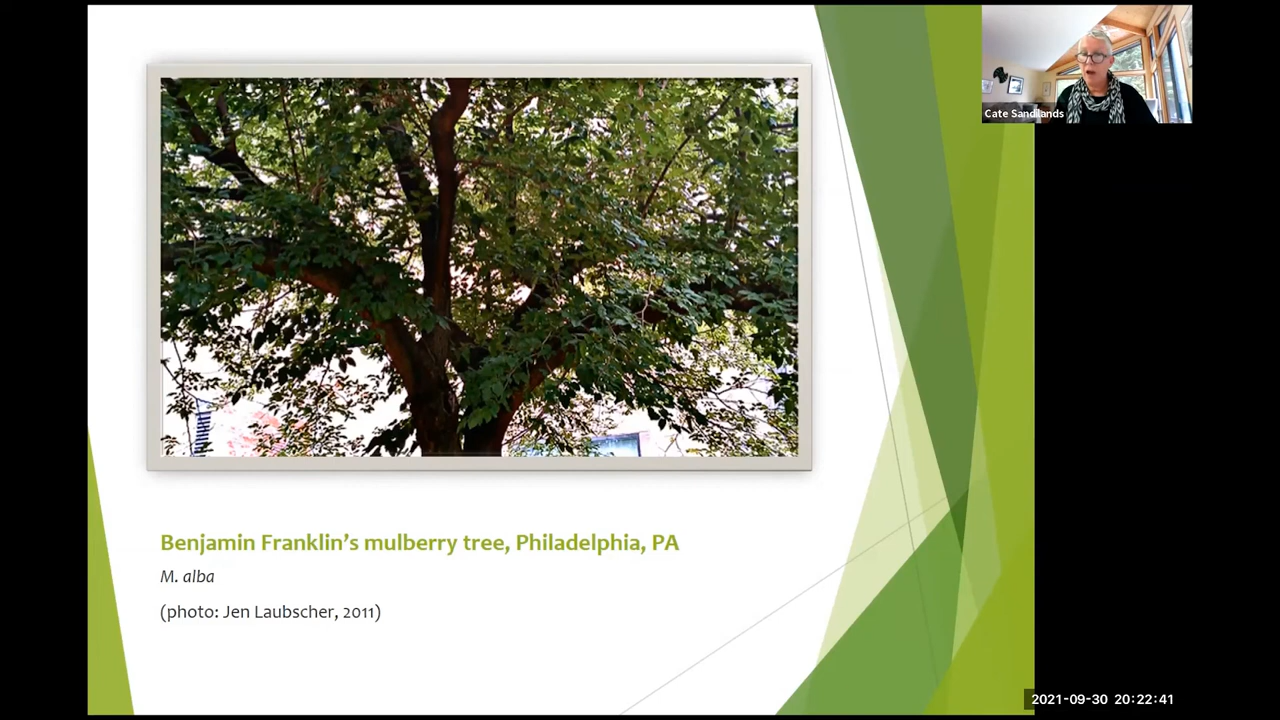 Cate Sandilands
Benjamin Franklin’s mulberry tree, Philadelphia, PA
M. alba
(photo: Jen Laubscher, 2011)
2021-09-30 20:22:41